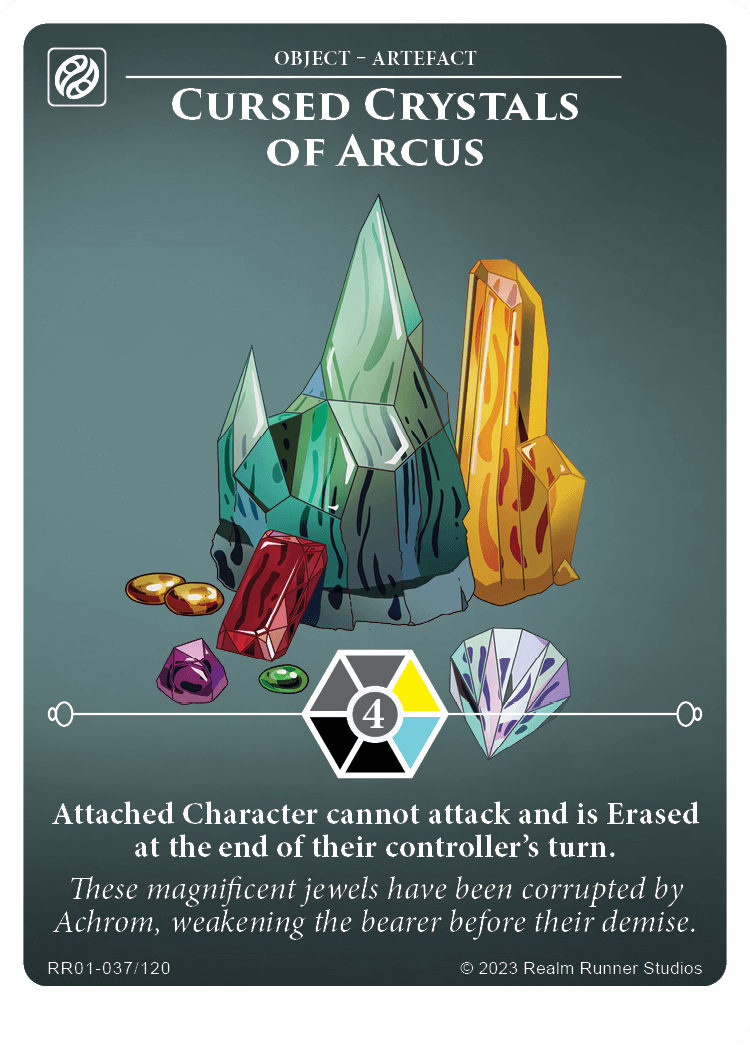 OBJECT – ARTEFACT
Cursed Crystals
of Arcus
4
Attached Character cannot attack and is Erased
at the end of their controller’s turn.
These magnificent jewels have been corrupted by
Achrom, weakening the bearer before their demise.
RR01-037/120 © 2023 Realm Runner Studios